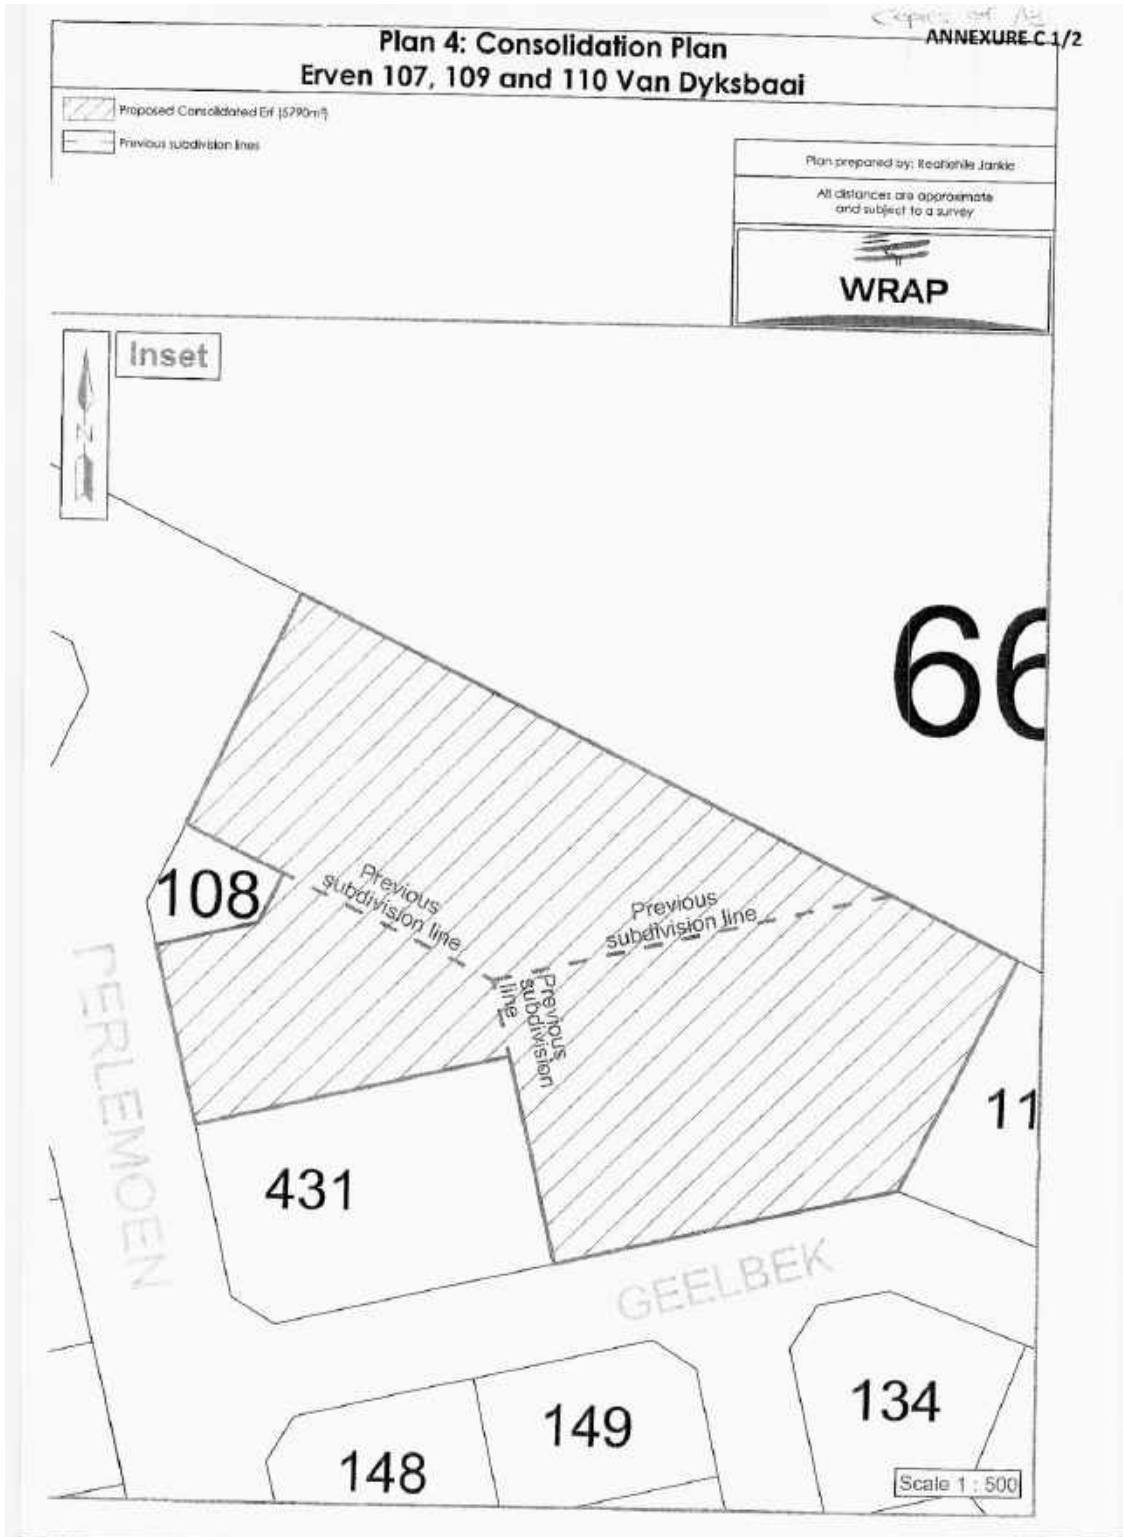 Copies of
ANNEXURE C 1/2
Plan 4: Consolidation Plan
Erven 107, 109 and 110 Van Dyksbaai
Proposed Consolidated Erf (5790m²)
Previous subdivision lines
Plan prepared by: Reatlehile Jankie
All distances are approximate
and subject to a survey
WRAP
Inset
N
66
108
Previous
subdivision line
Previous
subdivision line
Previous
subdivision
line
PERLEMOEN
11
431
GEELBEK
134
149
148
Scale 1 : 500